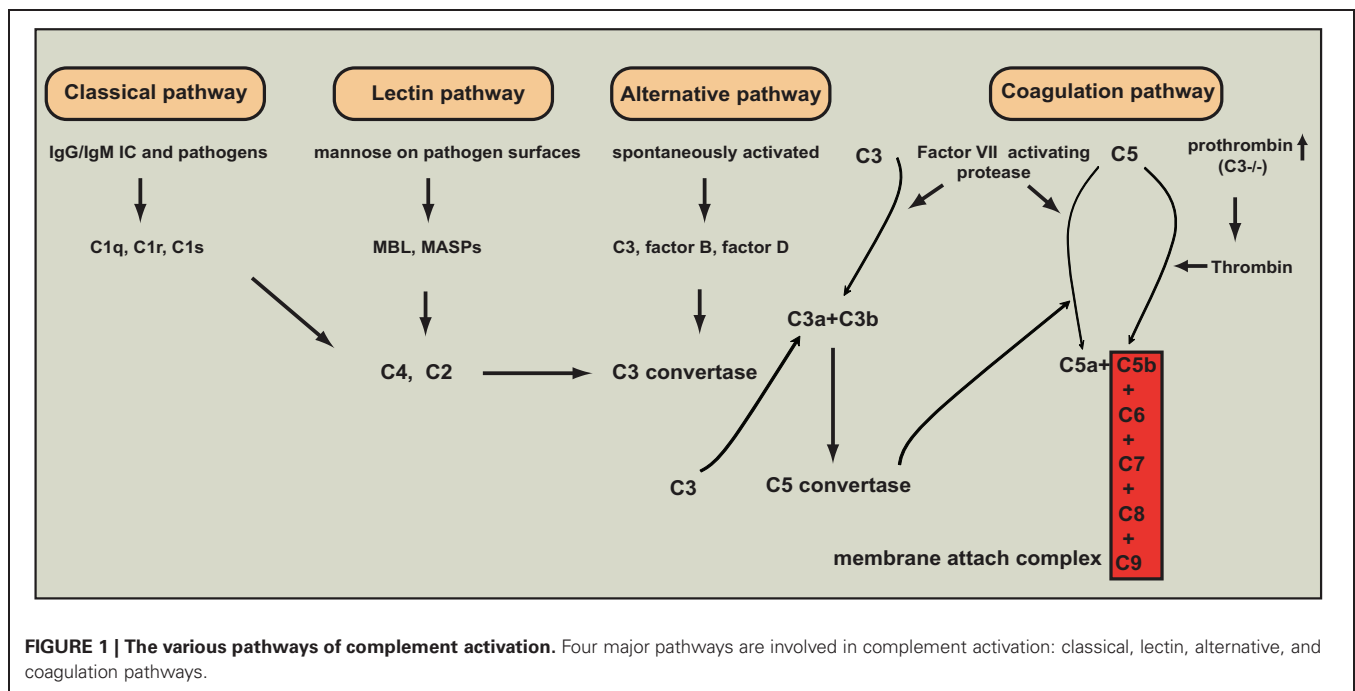 Classical pathway
Lectin pathway
Alternative pathway
Coagulation pathway
IgG/IgM IC and pathogens
mannose on pathogen surfaces
spontaneously activated
C3
Factor VII activating
protease
C5
prothrombin
(C3-/-)
C1q, C1r, C1s
MBL, MASPs
C3, factor B, factor D
Thrombin
C3a+C3b
C4, C2
C3 convertase
C5a+
C5b
+
C6
+
C7
+
C8
+
C9
C3
C5 convertase
membrane attach complex
FIGURE 1 | The various pathways of complement activation. Four major pathways are involved in complement activation: classical, lectin, alternative, and
coagulation pathways.